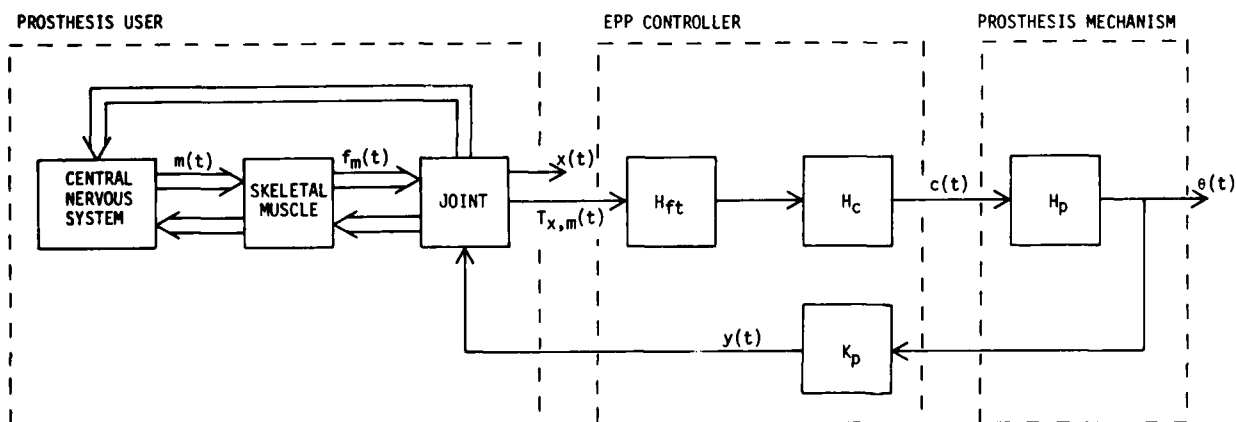 PROSTHESIS USER
EPP CONTROLLER
PROSTHESIS MECHANISM
CENTRAL
NERVOUS
SYSTEM
m(t)
SKELETAL
MUSCLE
f_m(t)
JOINT
x(t)
T_x,m(t)
H_ft
H_c
c(t)
H_p
θ(t)
y(t)
K_p